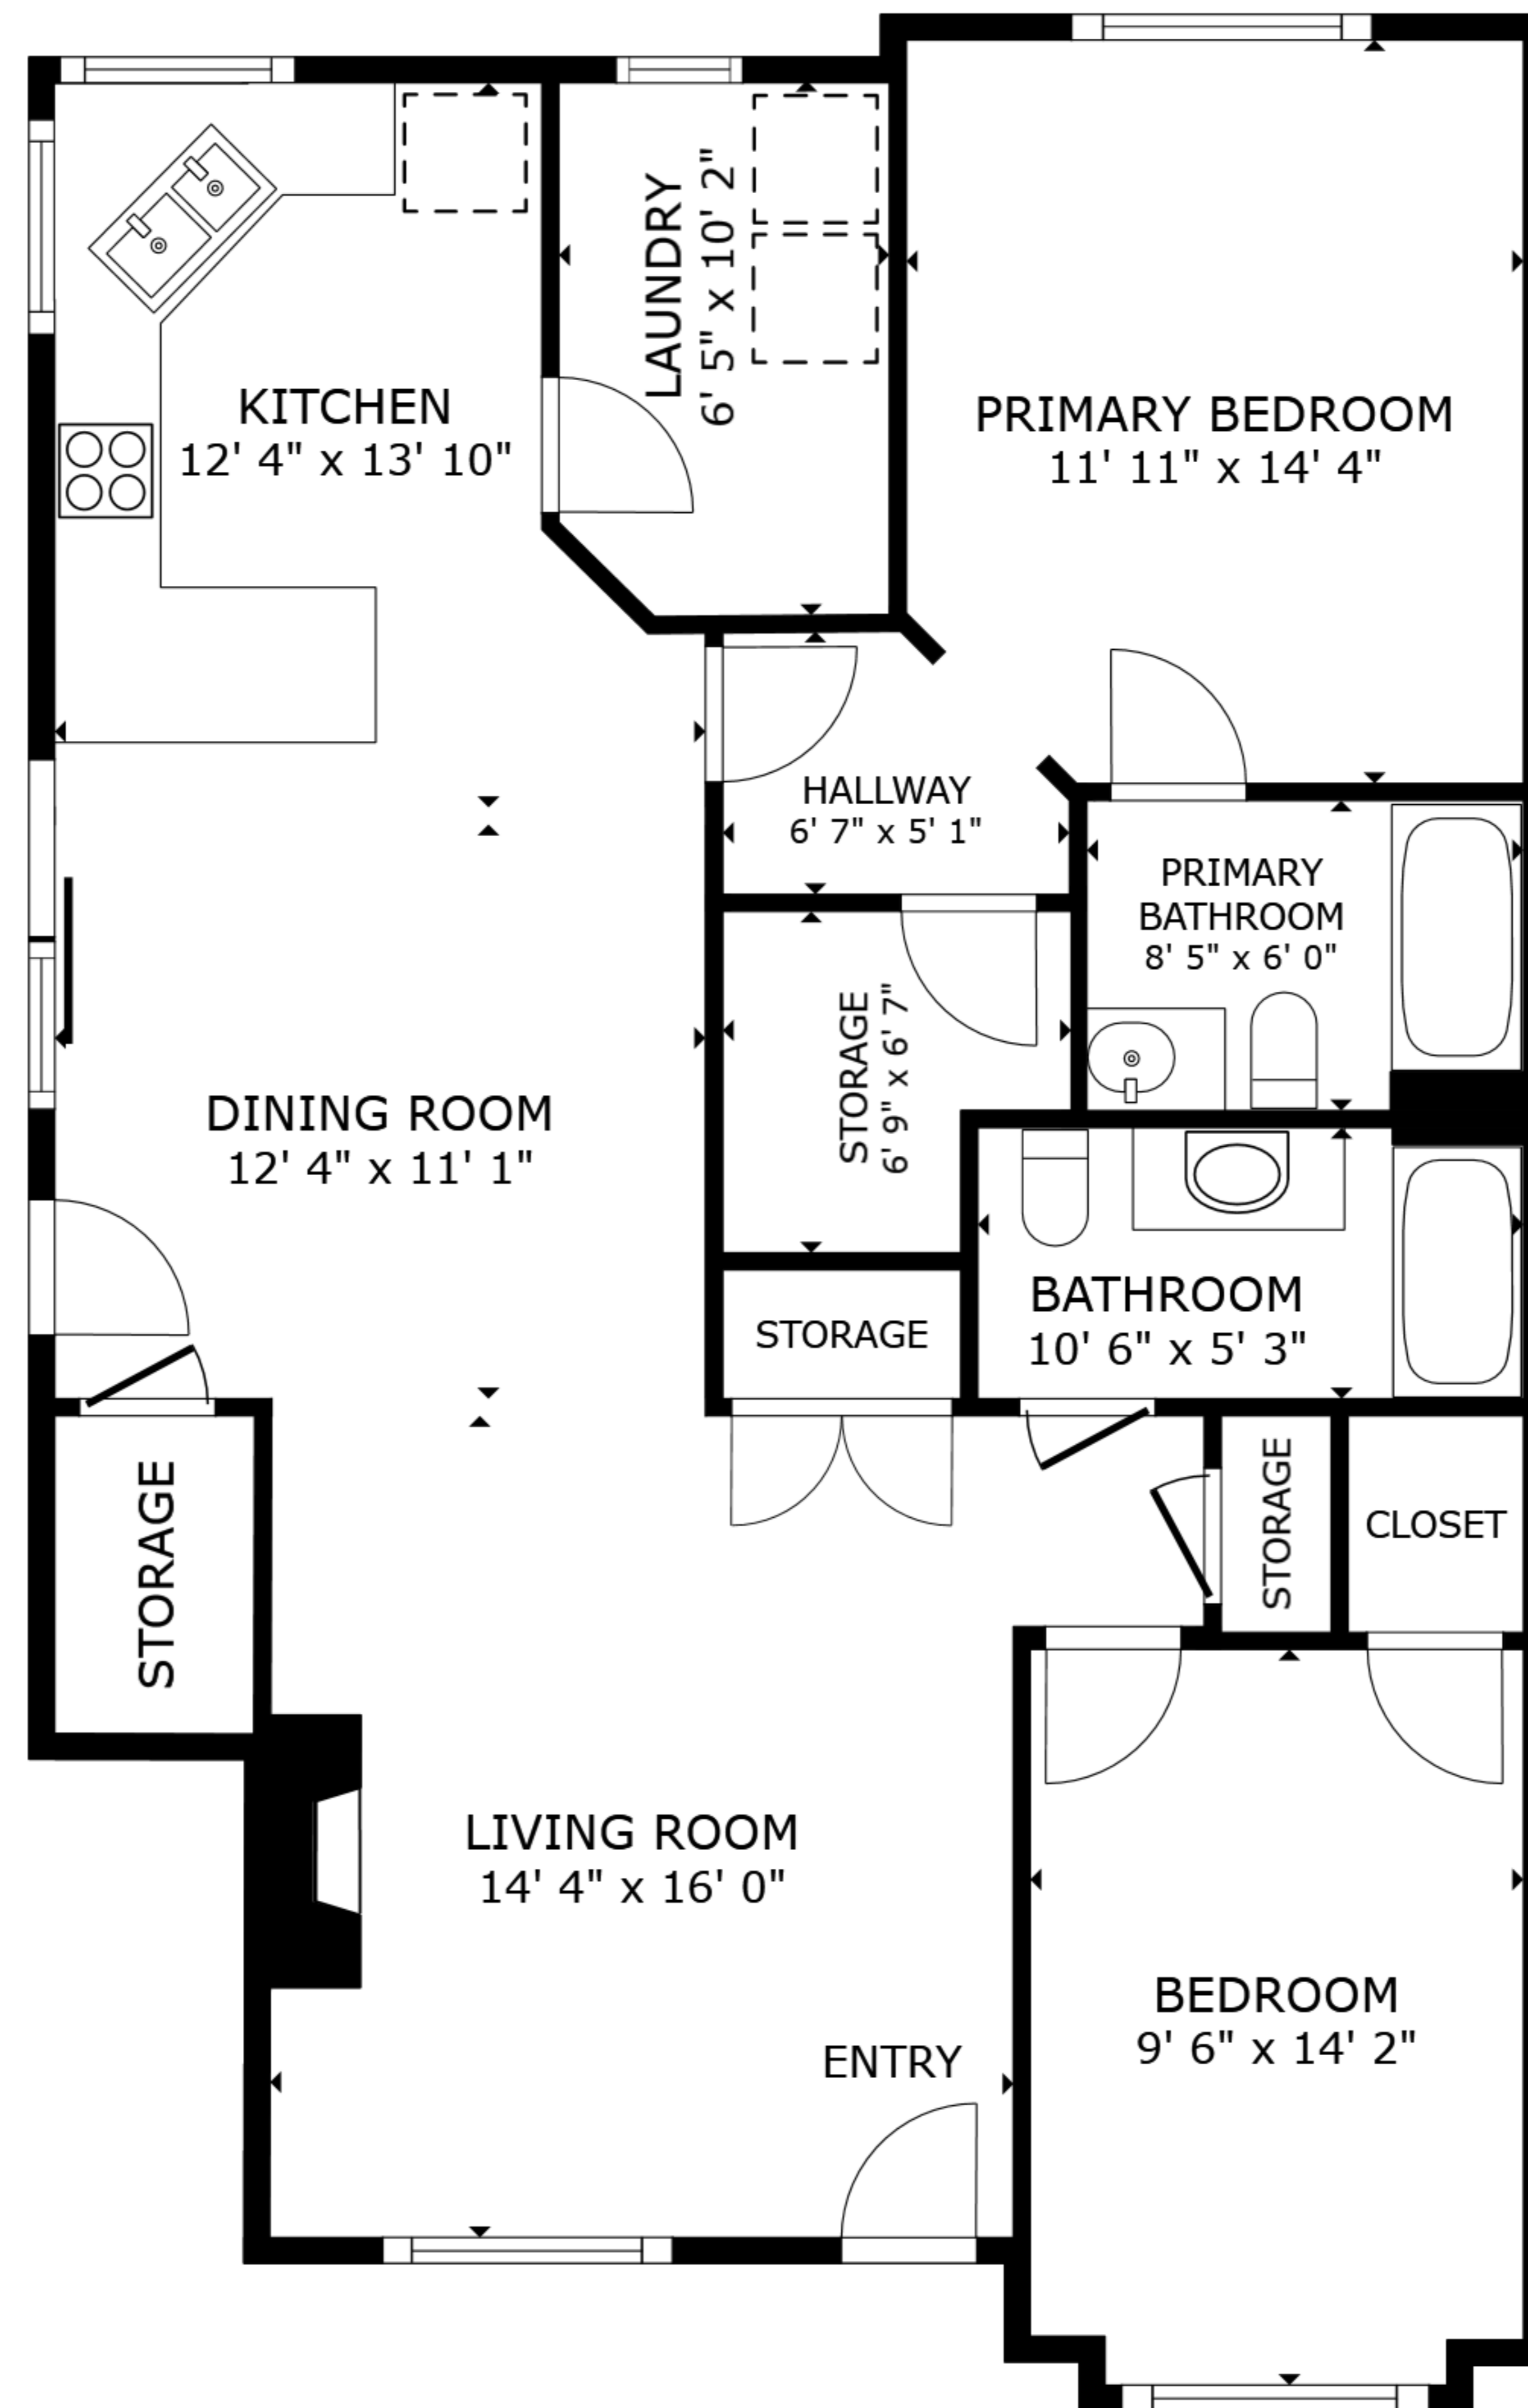 LAUNDRY
6' 5" x 10' 2"
KITCHEN
12' 4" x 13' 10"
PRIMARY BEDROOM
11' 11" x 14' 4"
HALLWAY
6' 7" x 5' 1"
PRIMARY
BATHROOM
8' 5" x 6' 0"
STORAGE
6' 9" x 6' 7"
DINING ROOM
12' 4" x 11' 1"
BATHROOM
10' 6" x 5' 3"
STORAGE
STORAGE
STORAGE
CLOSET
LIVING ROOM
14' 4" x 16' 0"
BEDROOM
9' 6" x 14' 2"
ENTRY